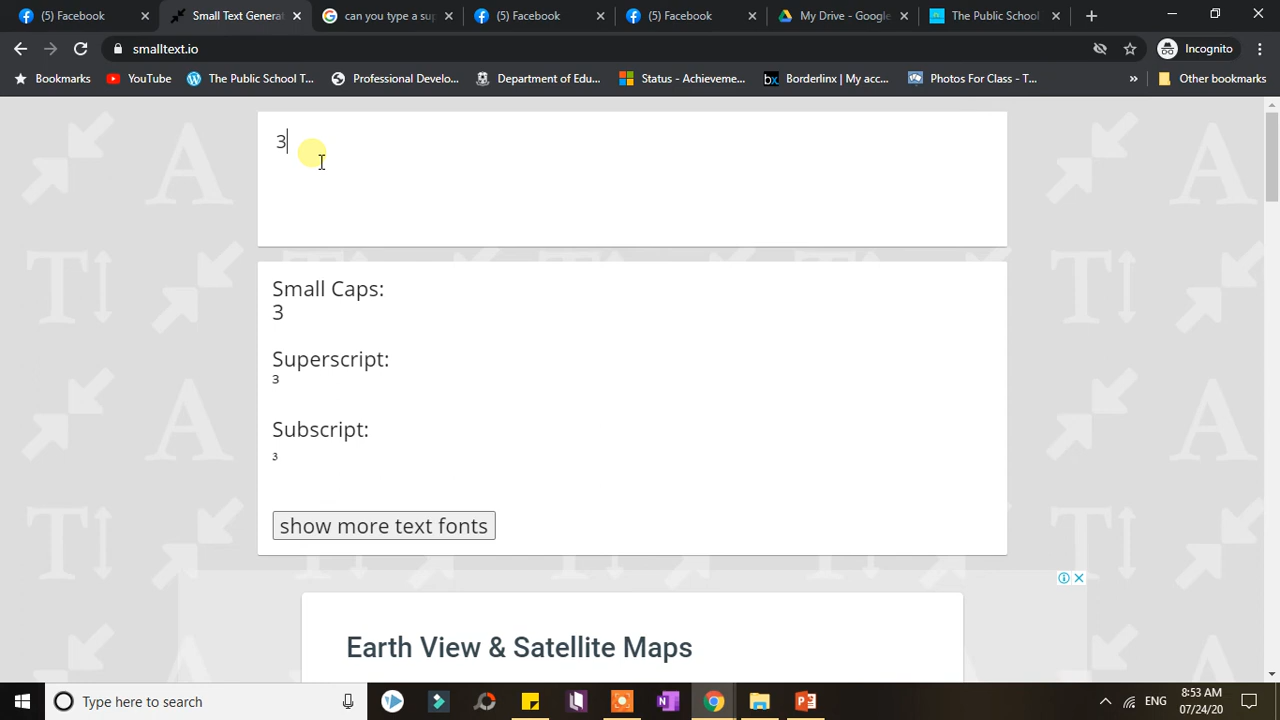 (5) Facebook
Small Text Generat
can you type a sup
(5) Facebook
(5) Facebook
My Drive - Google
The Public School
smalltext.io
Incognito
Bookmarks
YouTube
The Public School T...
Professional Develo...
Department of Edu...
Status - Achieveme...
bx
Borderlinx | My acc...
Photos For Class - T...
»
Other bookmarks
3
Small Caps:
3
Superscript:
³
Subscript:
₃
show more text fonts
Earth View & Satellite Maps
Type here to search
ENG
8:53 AM
07/24/20